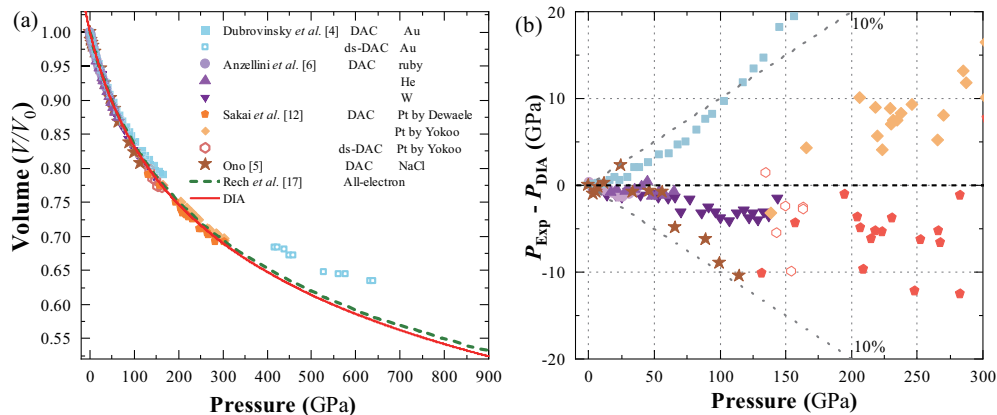 (a)
Dubrovinsky et al. [4] DAC Au
ds-DAC Au
Anzellini et al. [6] DAC ruby
He
W
Sakai et al. [12] DAC Pt by Dewaele
Pt by Yokoo
ds-DAC Pt by Yokoo
Ono [5] DAC NaCl
Rech et al. [17] All-electron
DIA
Volume (V/V0)
1.00
0.95
0.90
0.85
0.80
0.75
0.70
0.65
0.60
0.55
0 100 200 300 400 500 600 700 800 900
Pressure (GPa)
(b)
10%
10%
PExp - PDIA (GPa)
20
10
0
-10
-20
0 50 100 150 200 250 300
Pressure (GPa)